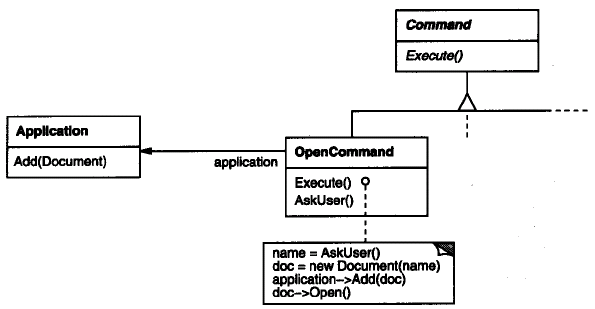 Command
Execute()
Application
Add(Document)
application
OpenCommand
Execute()
AskUser()
name = AskUser()
doc = new Document(name)
application–>Add(doc)
doc–>Open()